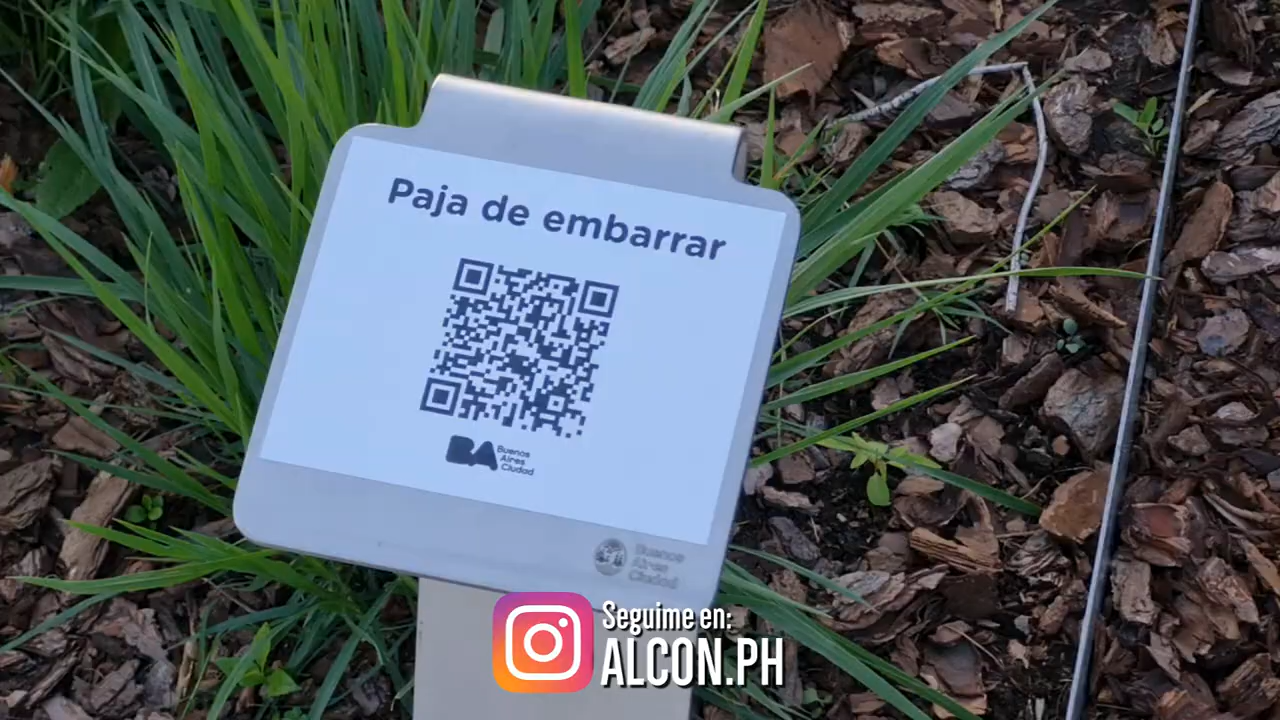 Paja de embarrar
BA
Buenos
Aires
Ciudad
Buenos
Aires
Ciudad
Seguime en:
ALCON.PH